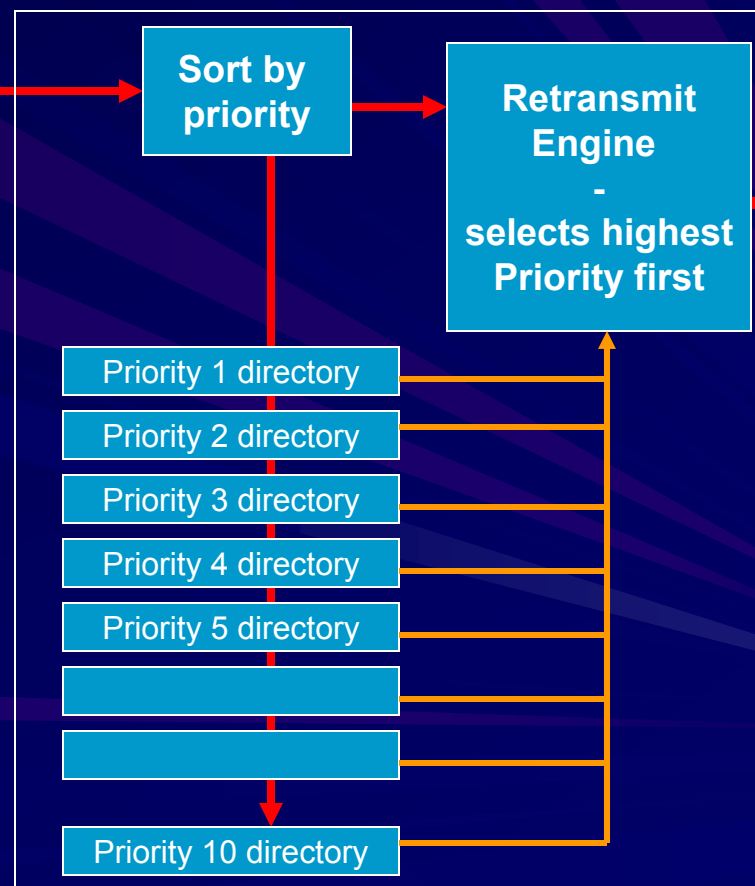 Sort by
priority
Retransmit
Engine
-
selects highest
Priority first
Priority 1 directory
Priority 2 directory
Priority 3 directory
Priority 4 directory
Priority 5 directory
Priority 10 directory